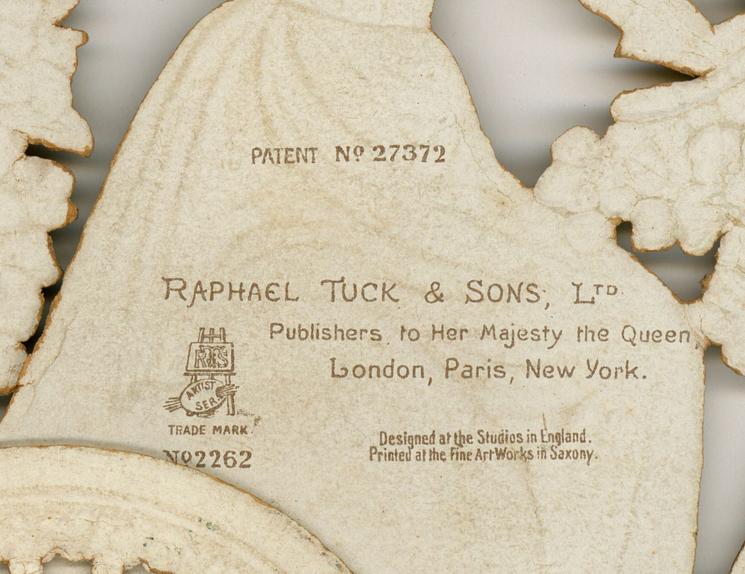 PATENT Nº 27372
RAPHAEL TUCK & SONS, LTD
Publishers to Her Majesty the Queen,
London, Paris, New York.
R T S
ARTIST
SER.
TRADE MARK.
Nº 2262
Designed at the Studios in England.
Printed at the Fine Art Works in Saxony.